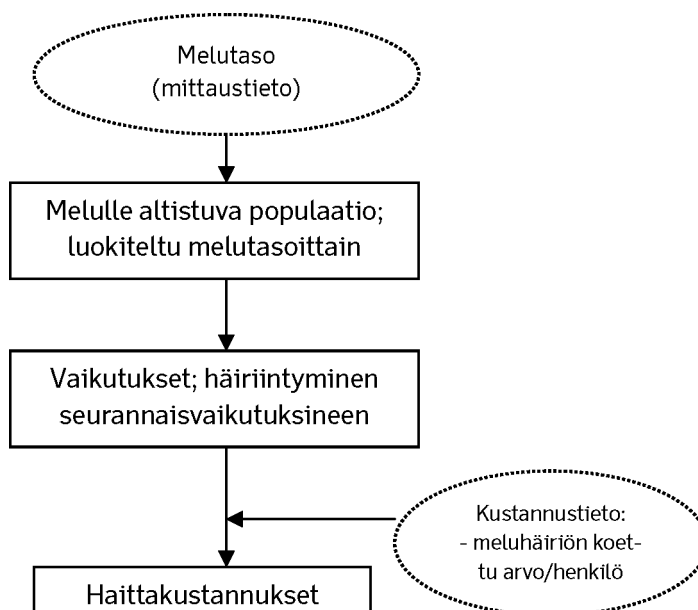 Melutaso
(mittaustieto)
Melulle altistuva populaatio;
luokiteltu melutasoittain
Vaikutukset; häiriintyminen
seurannaisvaikutuksineen
Kustannustieto:
- meluhäiriön koet-
tu arvo/henkilö
Haittakustannukset